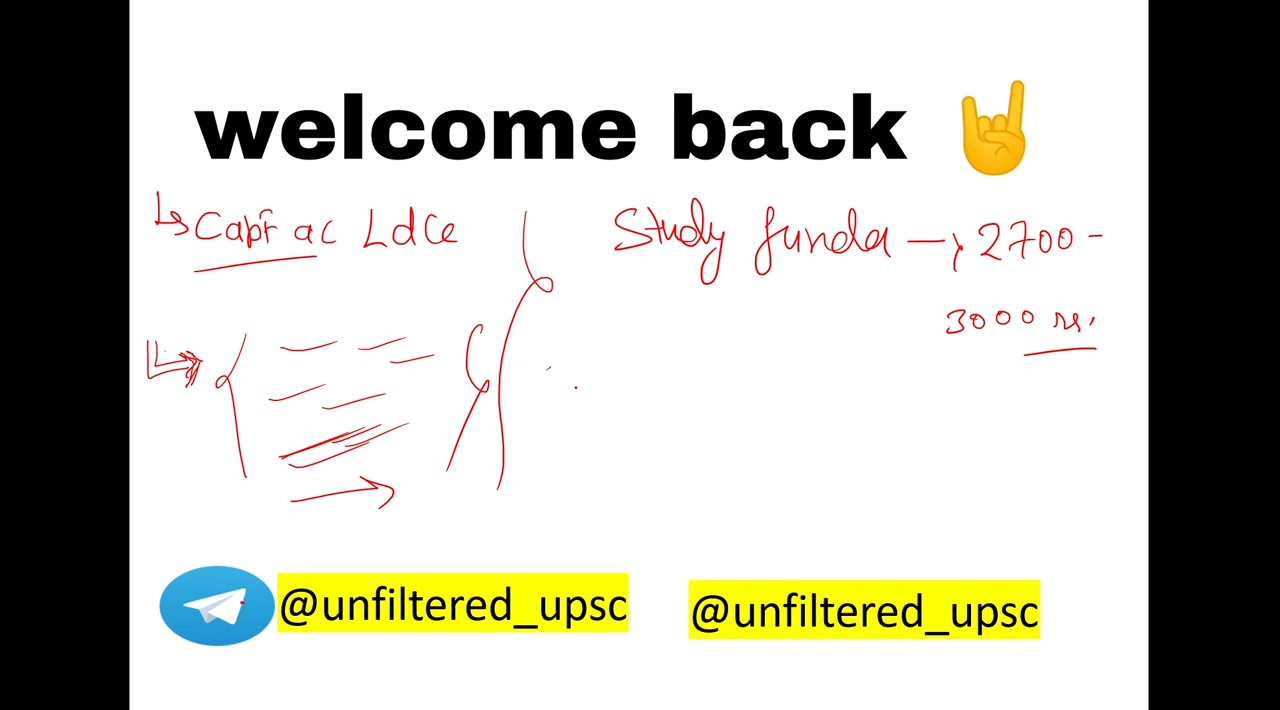 welcome back 🤘
Capf ac Ldce
Study funda → 2700 -
3000 rs.
@unfiltered_upsc
@unfiltered_upsc